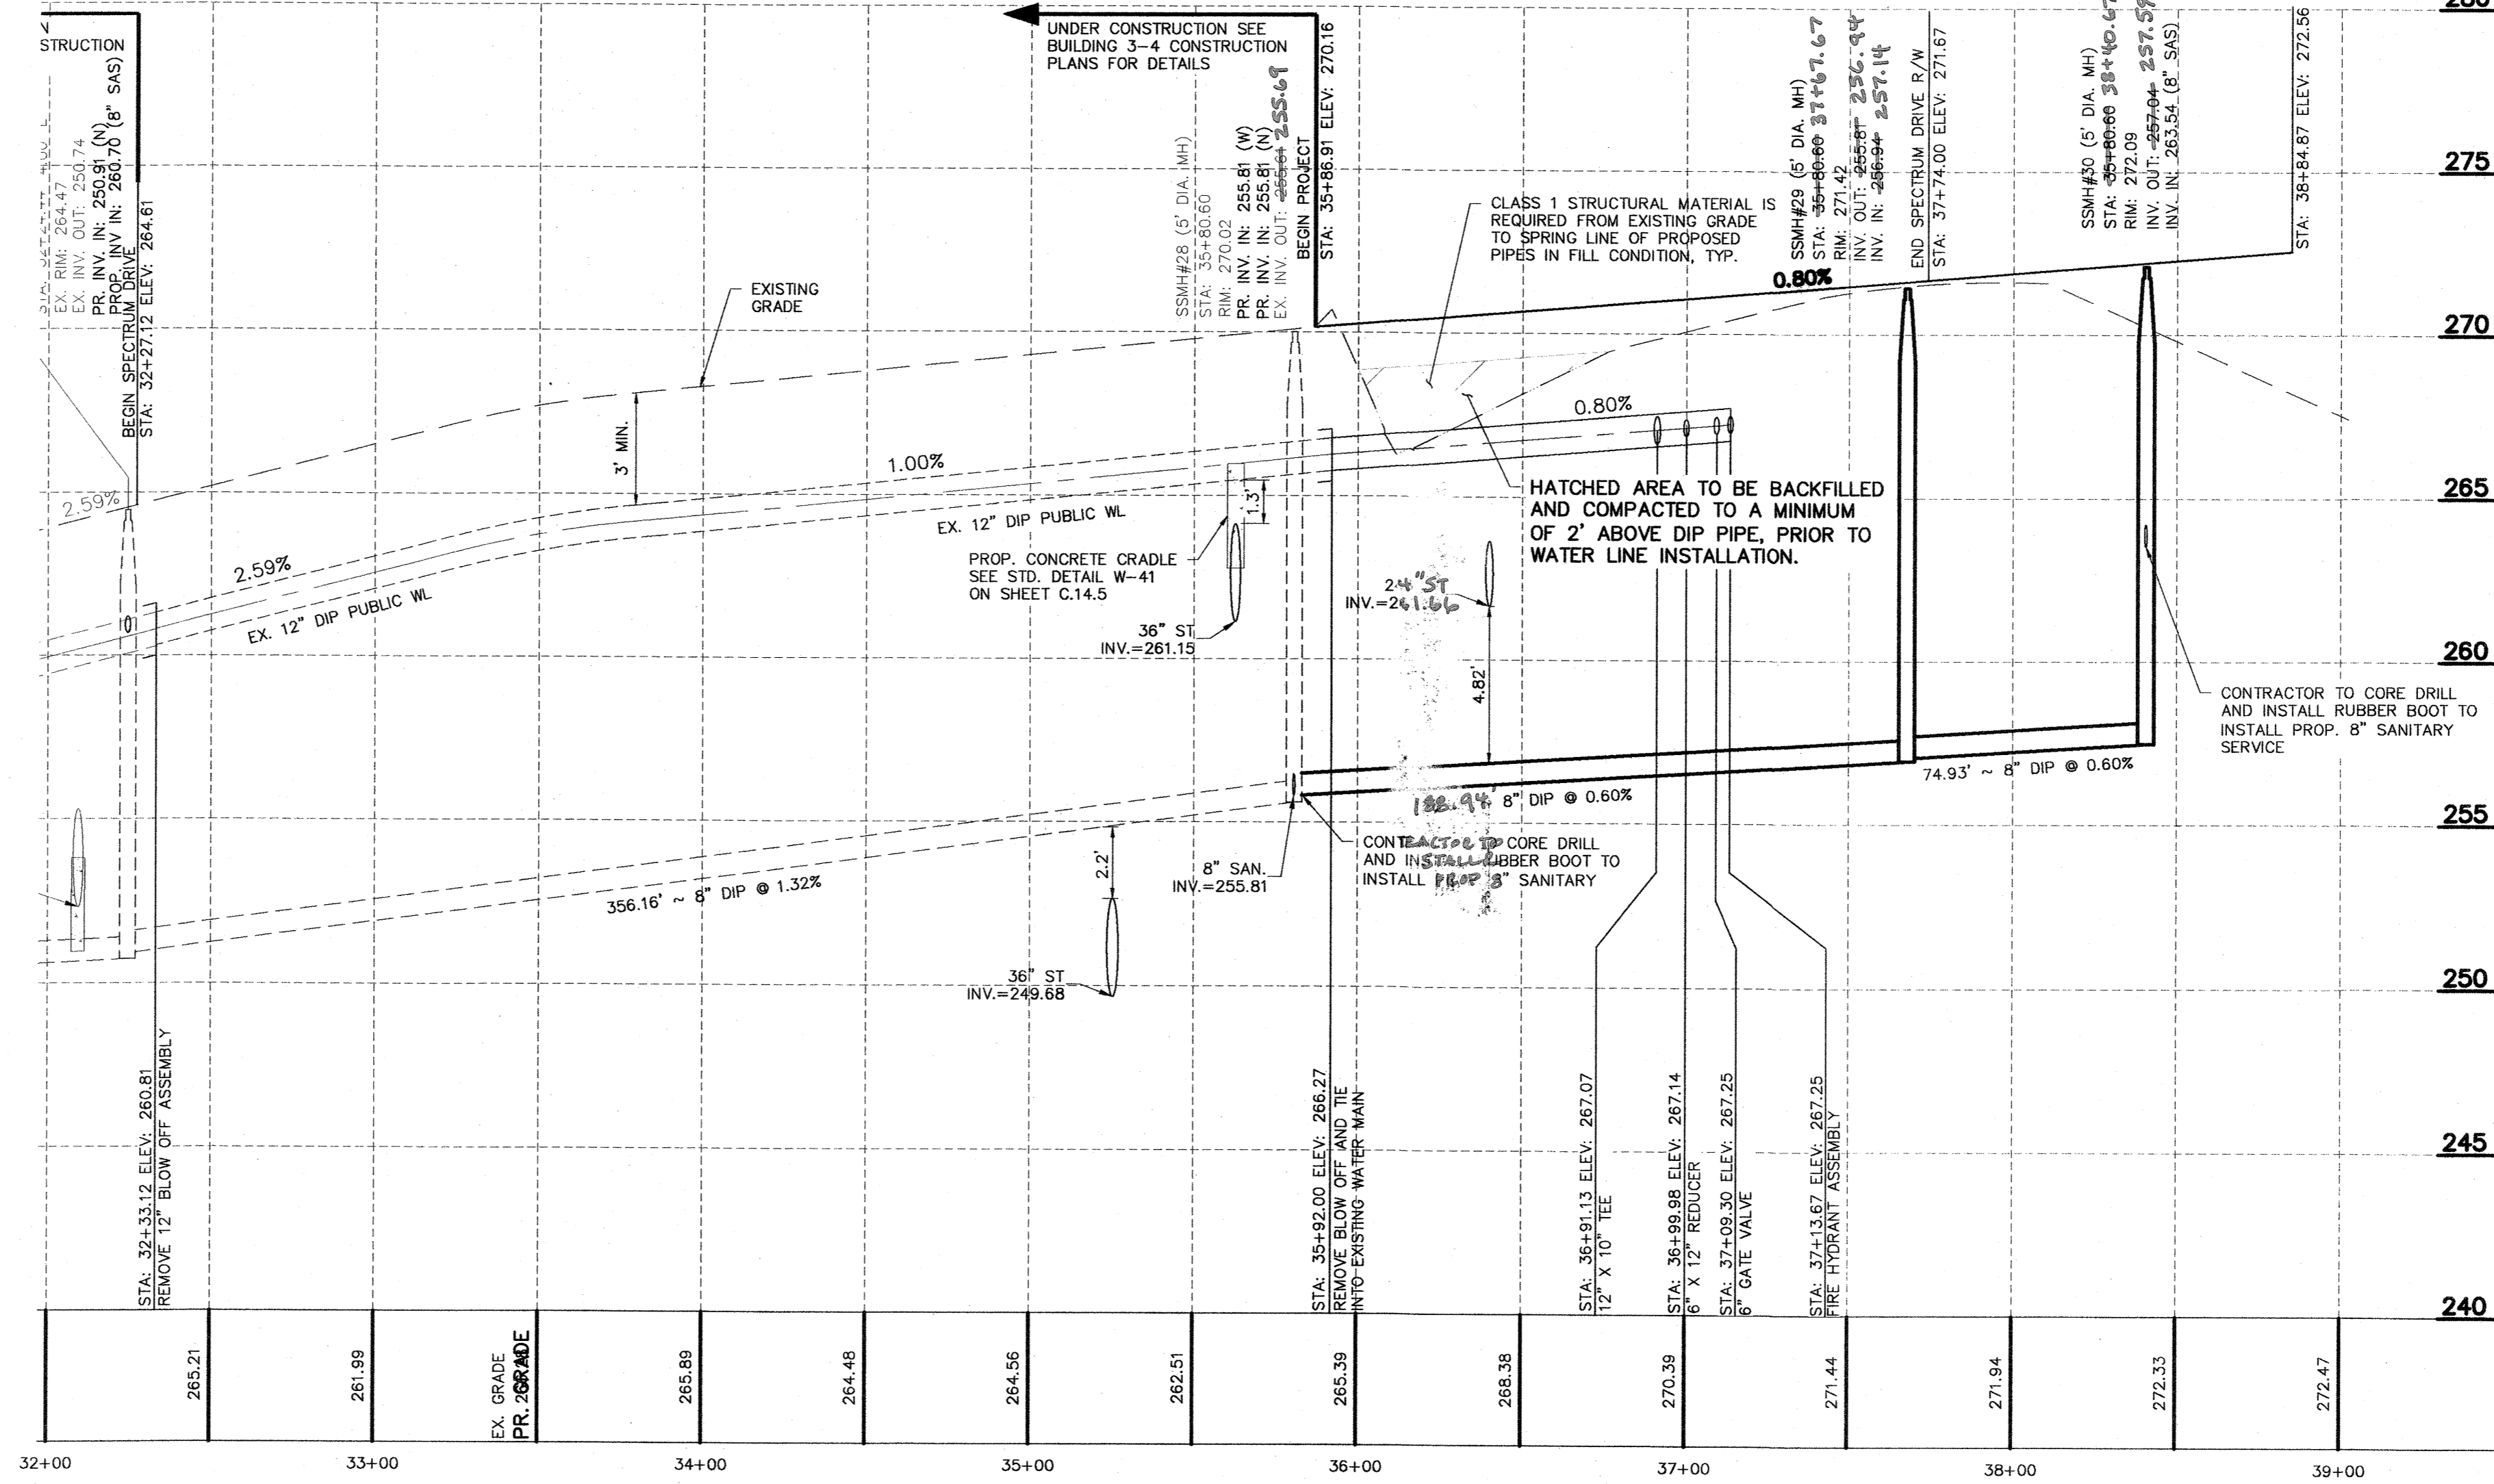 STRUCTION
EX. RIM: 264.47
EX. INV. OUT: 250.74
PR. INV. IN: 250.91 (N)
PROP. INV IN: 260.70 (8" SAS)
BEGIN SPECTRUM DRIVE
STA: 32+27.12 ELEV: 264.61
UNDER CONSTRUCTION SEE
BUILDING 3-4 CONSTRUCTION
PLANS FOR DETAILS
SSMH#28 (5' DIA. MH)
STA: 35+80.60
RIM: 270.02
PR. INV. IN: 255.81 (W)
PR. INV. IN: 255.81 (N)
EX. INV. OUT: 255.61 255.69
BEGIN PROJECT
STA: 35+86.91 ELEV: 270.16
CLASS 1 STRUCTURAL MATERIAL IS
REQUIRED FROM EXISTING GRADE
TO SPRING LINE OF PROPOSED
PIPES IN FILL CONDITION, TYP.
SSMH#29 (5' DIA. MH)
STA: 35+80.60 37+67.67
RIM: 271.42
INV. OUT: 255.81 256.94
INV. IN: 256.94 257.14
END SPECTRUM DRIVE R/W
STA: 37+74.00 ELEV: 271.67
SSMH#30 (5' DIA. MH)
STA: 35+80.60 38+40.67
RIM: 272.09
INV. OUT: 257.04 257.59
INV. IN: 263.54 (8" SAS)
STA: 38+84.87 ELEV: 272.56
280
275
270
265
260
255
250
245
240
EXISTING
GRADE
0.80%
0.80%
3' MIN.
1.00%
2.59%
2.59%
EX. 12" DIP PUBLIC WL
EX. 12" DIP PUBLIC WL
1.3'
PROP. CONCRETE CRADLE
SEE STD. DETAIL W-41
ON SHEET C.14.5
36" ST
INV.=261.15
HATCHED AREA TO BE BACKFILLED
AND COMPACTED TO A MINIMUM
OF 2' ABOVE DIP PIPE, PRIOR TO
WATER LINE INSTALLATION.
24"ST
INV.=261.66
4.82'
CONTRACTOR TO CORE DRILL
AND INSTALL RUBBER BOOT TO
INSTALL PROP. 8" SANITARY
SERVICE
74.93' ~ 8" DIP @ 0.60%
188.94' 8" DIP @ 0.60%
CONTRACTOR TO CORE DRILL
AND INSTALL RUBBER BOOT TO
INSTALL PROP 8" SANITARY
8" SAN.
INV.=255.81
2.2'
356.16' ~ 8" DIP @ 1.32%
36" ST
INV.=249.68
STA: 32+33.12 ELEV: 260.81
REMOVE 12" BLOW OFF ASSEMBLY
STA: 35+92.00 ELEV: 266.27
REMOVE BLOW OFF AND TIE
INTO EXISTING WATER MAIN
STA: 36+91.13 ELEV: 267.07
12" X 10" TEE
STA: 36+99.98 ELEV: 267.14
6" X 12" REDUCER
STA: 37+09.30 ELEV: 267.25
6" GATE VALVE
STA: 37+13.67 ELEV: 267.25
FIRE HYDRANT ASSEMBLY
265.21
261.99
EX. GRADE
PR. GRADE
265.89
264.48
264.56
262.51
265.39
268.38
270.39
271.44
271.94
272.33
272.47
32+00
33+00
34+00
35+00
36+00
37+00
38+00
39+00